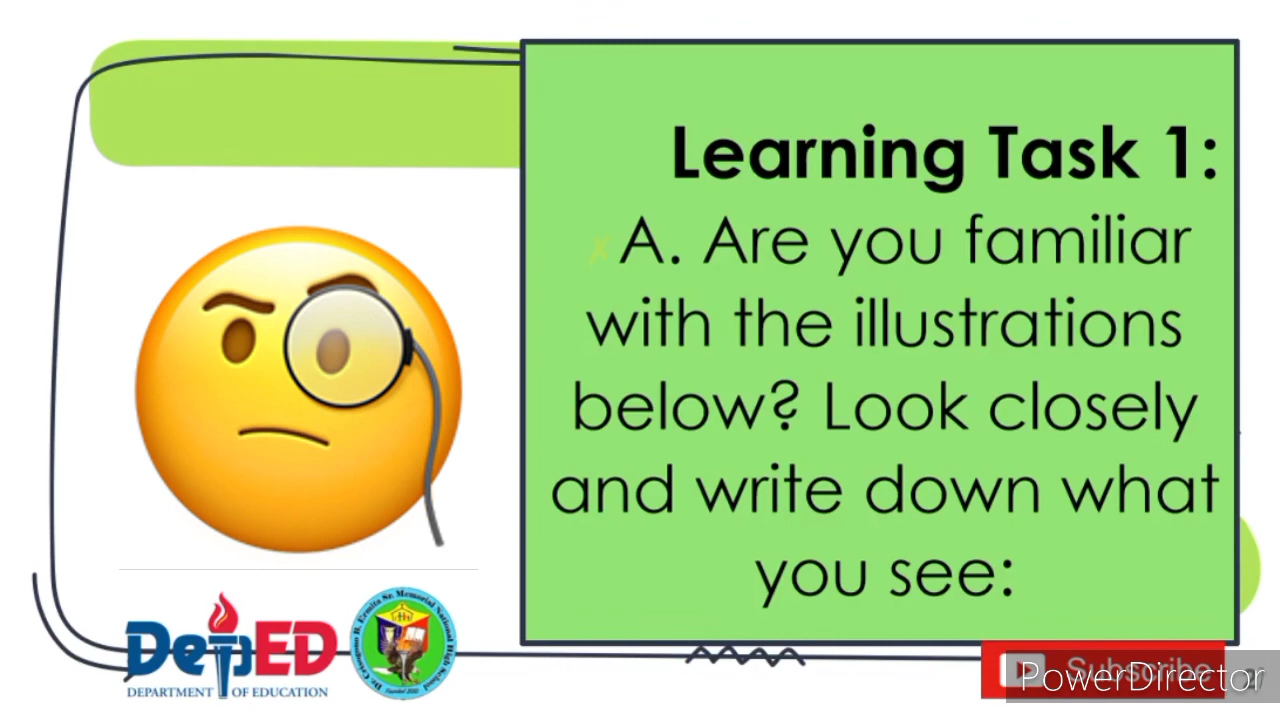 Learning Task 1:
A. Are you familiar
with the illustrations
below? Look closely
and write down what
you see:
DepED
DEPARTMENT OF EDUCATION
Subscribe
PowerDirector